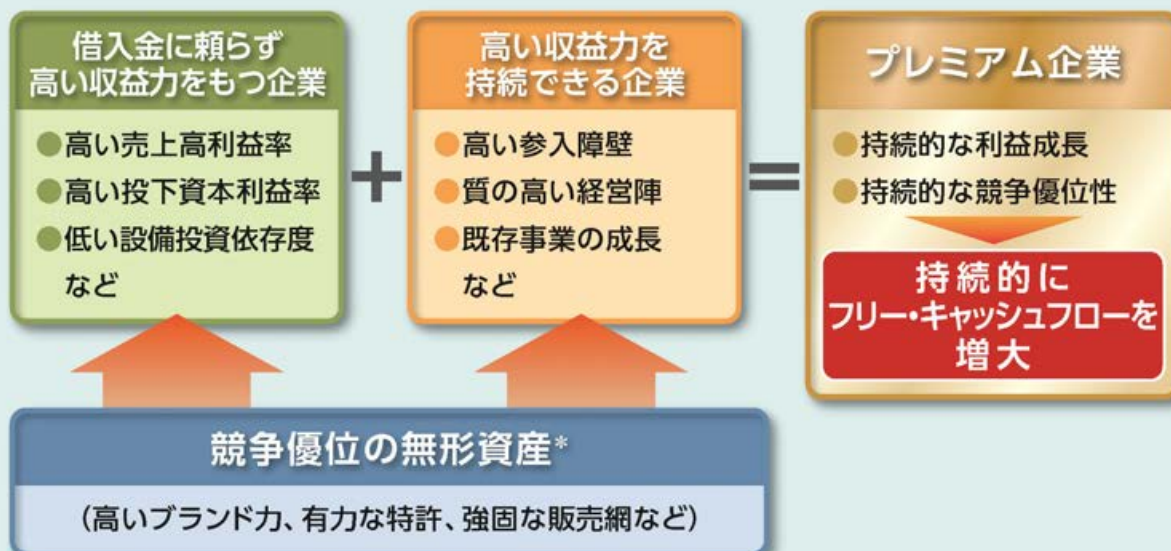 借入金に頼らず
高い収益力をもつ企業
●高い売上高利益率
●高い投下資本利益率
●低い設備投資依存度
など
+
高い収益力を
持続できる企業
●高い参入障壁
●質の高い経営陣
●既存事業の成長
など
=
プレミアム企業
●持続的な利益成長
●持続的な競争優位性
持続的に
フリー・キャッシュフローを
増大
競争優位の無形資産*
(高いブランド力、有力な特許、強固な販売網など)